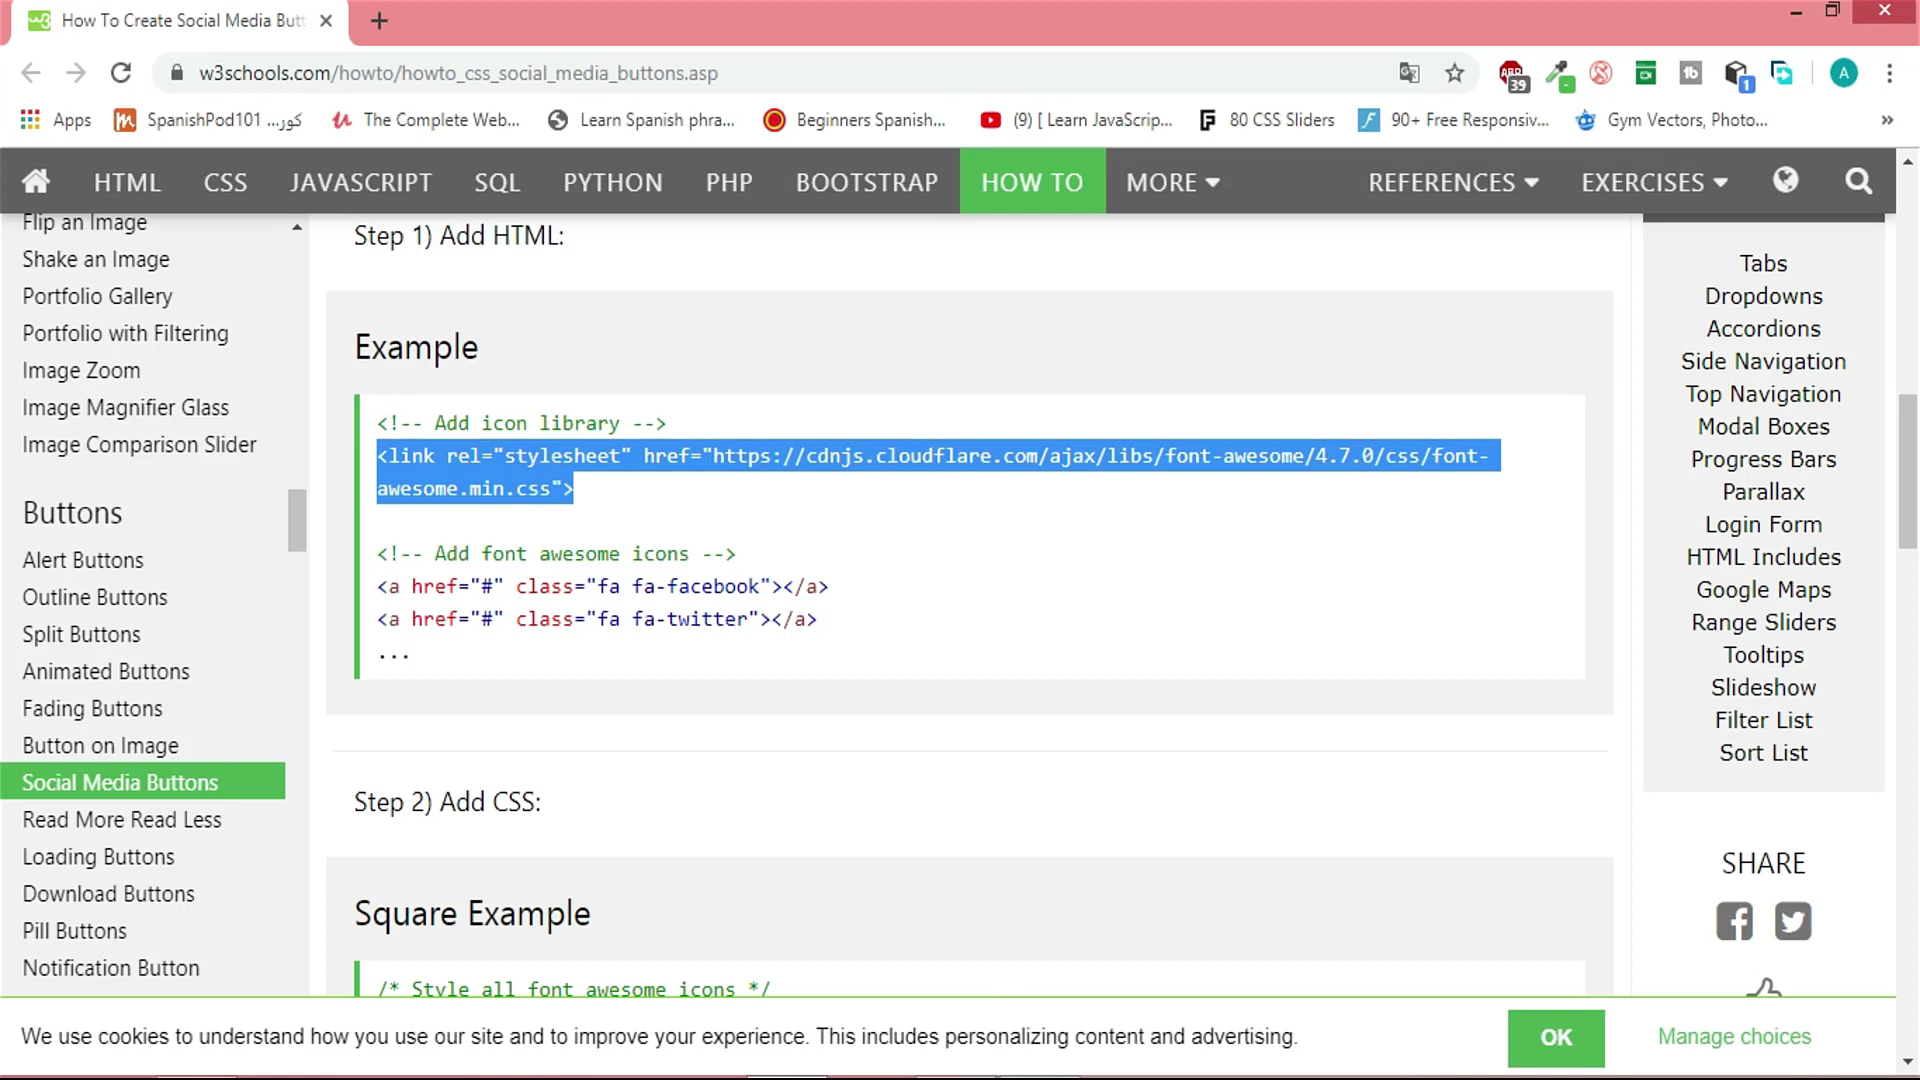 How To Create Social Media Butt
w3schools.com/howto/howto_css_social_media_buttons.asp
ABP
39
-
tb
1
A
Apps
SpanishPod101 ...كور
The Complete Web...
Learn Spanish phra...
Beginners Spanish...
(9) [ Learn JavaScrip...
80 CSS Sliders
90+ Free Responsiv...
Gym Vectors, Photo...
»
HTML
CSS
JAVASCRIPT
SQL
PYTHON
PHP
BOOTSTRAP
HOW TO
MORE
REFERENCES
EXERCISES
Flip an Image
Shake an Image
Portfolio Gallery
Portfolio with Filtering
Image Zoom
Image Magnifier Glass
Image Comparison Slider
Buttons
Alert Buttons
Outline Buttons
Split Buttons
Animated Buttons
Fading Buttons
Button on Image
Social Media Buttons
Read More Read Less
Loading Buttons
Download Buttons
Pill Buttons
Notification Button
Step 1) Add HTML:
Example
<!-- Add icon library -->
<link rel="stylesheet" href="https://cdnjs.cloudflare.com/ajax/libs/font-awesome/4.7.0/css/font-
awesome.min.css">
<!-- Add font awesome icons -->
<a href="#" class="fa fa-facebook"></a>
<a href="#" class="fa fa-twitter"></a>
...
Step 2) Add CSS:
Square Example
/* Style all font awesome icons */
Tabs
Dropdowns
Accordions
Side Navigation
Top Navigation
Modal Boxes
Progress Bars
Parallax
Login Form
HTML Includes
Google Maps
Range Sliders
Tooltips
Slideshow
Filter List
Sort List
SHARE
We use cookies to understand how you use our site and to improve your experience. This includes personalizing content and advertising.
OK
Manage choices